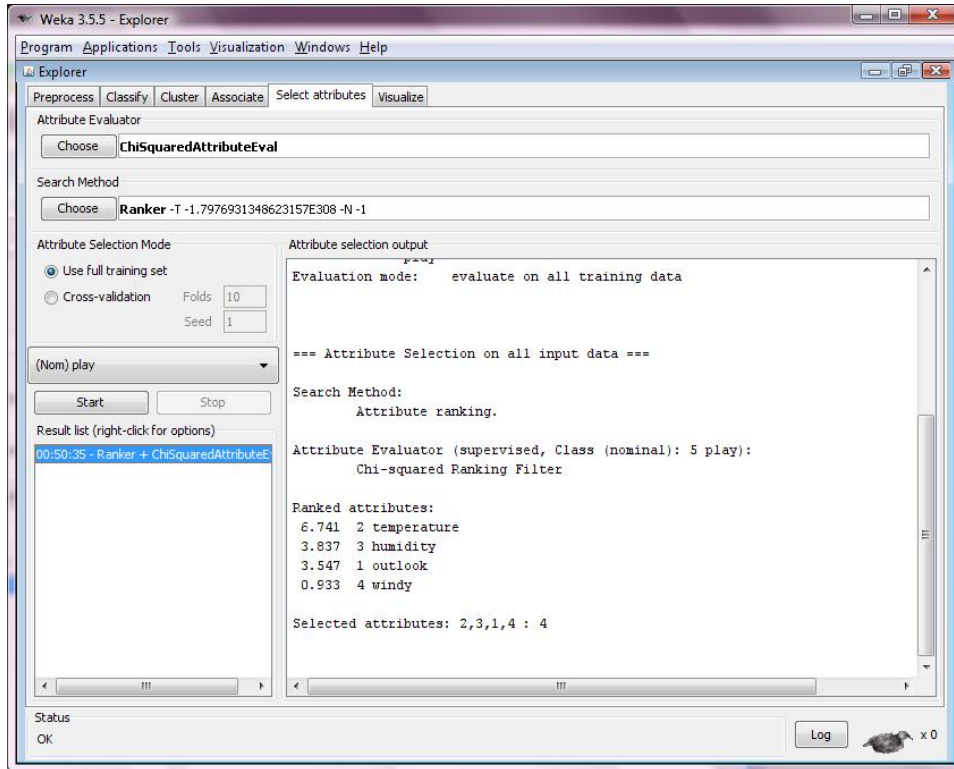 Weka 3.5.5 - Explorer
Program Applications Tools Visualization Windows Help
Explorer
Preprocess Classify Cluster Associate Select attributes Visualize
Attribute Evaluator
Choose ChiSquaredAttributeEval
Search Method
Choose Ranker -T -1.7976931348623157E308 -N -1
Attribute Selection Mode
Use full training set
Cross-validation Folds 10
Seed 1
(Nom) play
Start Stop
Result list (right-click for options)
00:50:35 - Ranker + ChiSquaredAttributeE
Attribute selection output
play
Evaluation mode: evaluate on all training data
=== Attribute Selection on all input data ===
Search Method:
Attribute ranking.
Attribute Evaluator (supervised, Class (nominal): 5 play):
Chi-squared Ranking Filter
Ranked attributes:
6.741 2 temperature
3.837 3 humidity
3.547 1 outlook
0.933 4 windy
Selected attributes: 2,3,1,4 : 4
Status
OK
Log x 0